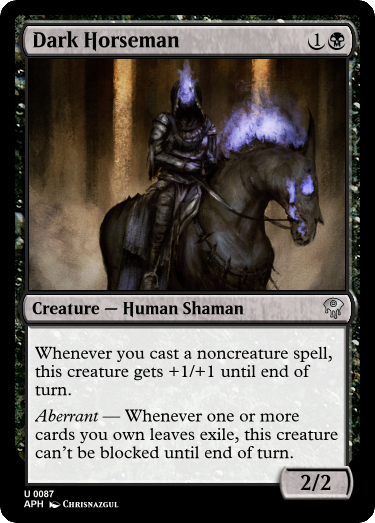 Dark Horseman 1
Creature — Human Shaman
Whenever you cast a noncreature spell,
this creature gets +1/+1 until end of
turn.
Aberrant — Whenever one or more
cards you own leaves exile, this creature
can't be blocked until end of turn.
2/2
U 0087
APH Chrisnazgul